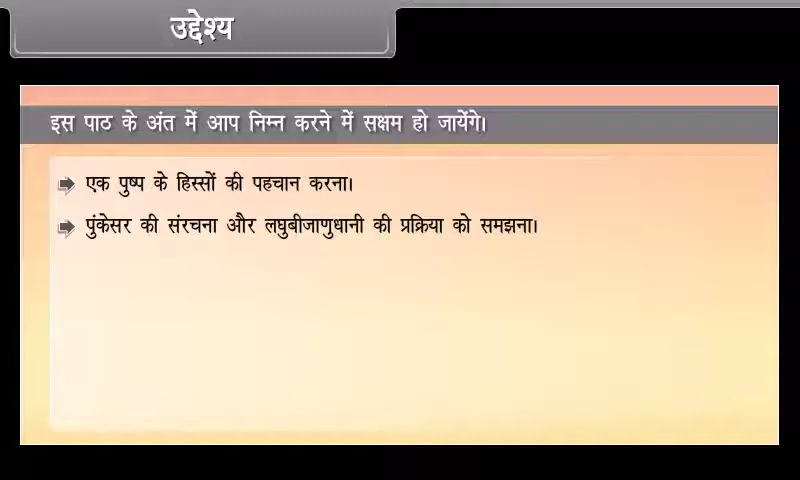 उद्देश्य
इस पाठ के अंत में आप निम्न करने में सक्षम हो जायेंगे।
एक पुष्प के हिस्सों की पहचान करना।
पुंकेसर की संरचना और लघुबीजाणुधानी की प्रक्रिया को समझना।